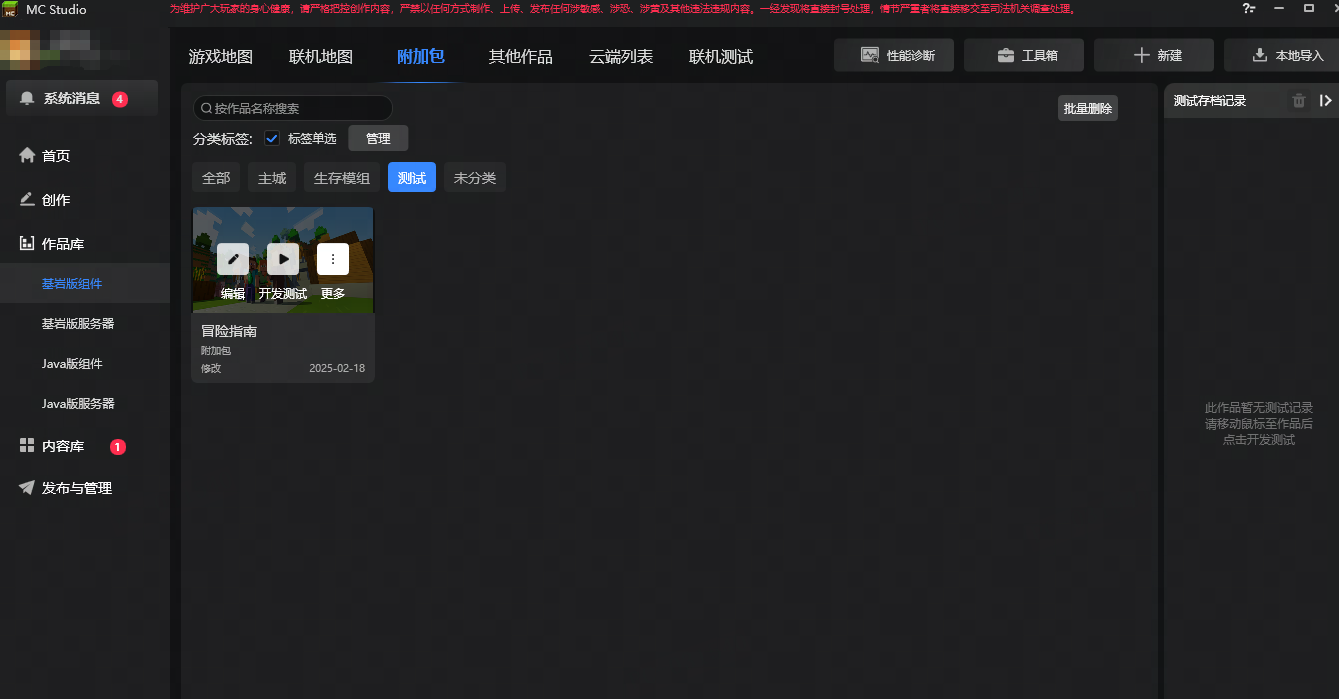 MC Studio
为维护广大玩家的身心健康，请严格把控创作内容，严禁以任何方式制作、上传、发布任何涉敏感、涉恐、涉黄及其他违法违规内容。一经发现将直接封号处理，情节严重者将直接移交至司法机关调查处理。
游戏地图 联机地图 附加包 其他作品 云端列表 联机测试
性能诊断 工具箱 新建 本地导入
系统消息 4
首页
创作
作品库
基岩版组件
基岩版服务器
Java版组件
Java版服务器
内容库 1
发布与管理
按作品名称搜索
批量删除
分类标签: 标签单选 管理
全部 主城 生存模组 测试 未分类
编辑 开发测试 更多
冒险指南
附加包
修改 2025-02-18
测试存档记录
此作品暂无测试记录
请移动鼠标至作品后
点击开发测试